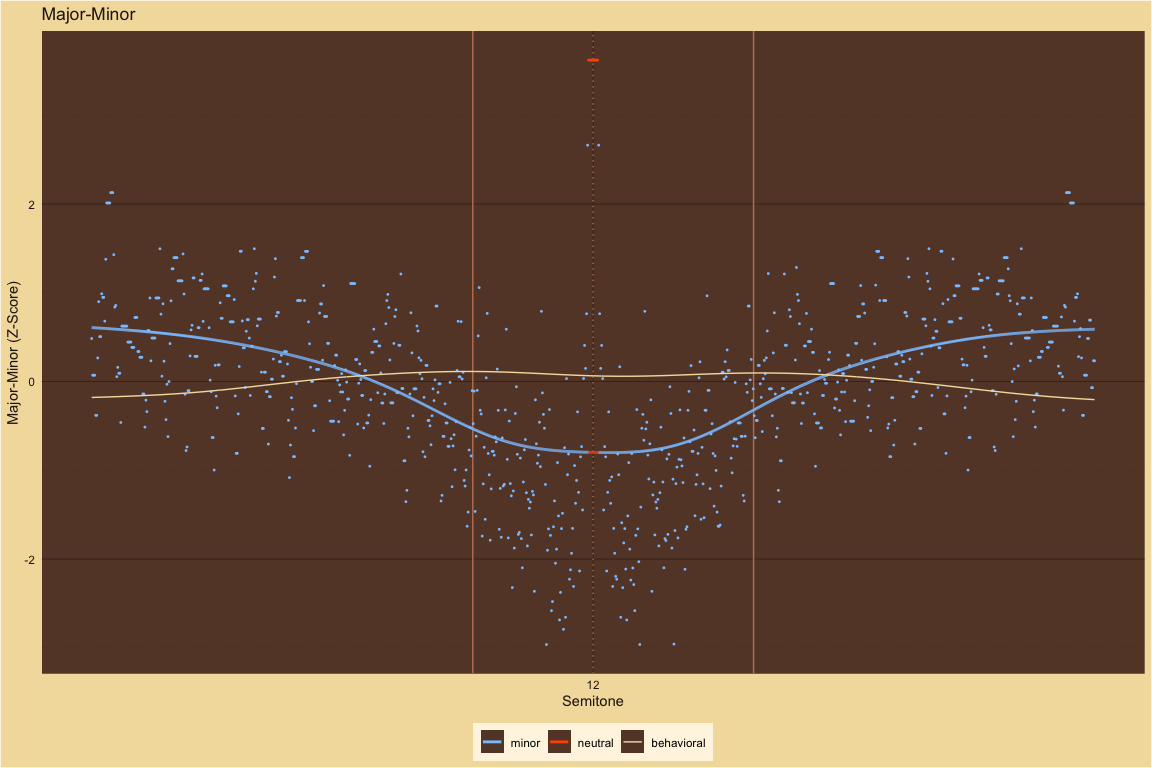 Major-Minor
Major-Minor (Z-Score)
2
0
-2
12
Semitone
minor neutral behavioral